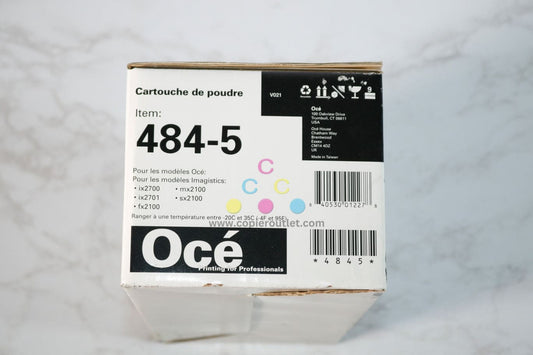 Cartouche de poudre
V021
9
Item:
484-5
Océ
100 Oakview Drive
Trumbull, CT 06611
USA
Océ House
Chatham Way
Brentwood
Essex
CM14 4DZ
UK
Made in Taiwan
Pour les modèles Océ:
Pour les modèles Imagistics:
• ix2700 • mx2100
• ix2701 • sx2100
• fx2100
Ranger à une température entre -20C et 35C (-4F et 95F).
C
C C
www.copieroutlet.com
Océ
Printing for Professionals
40530 01227
*4845*